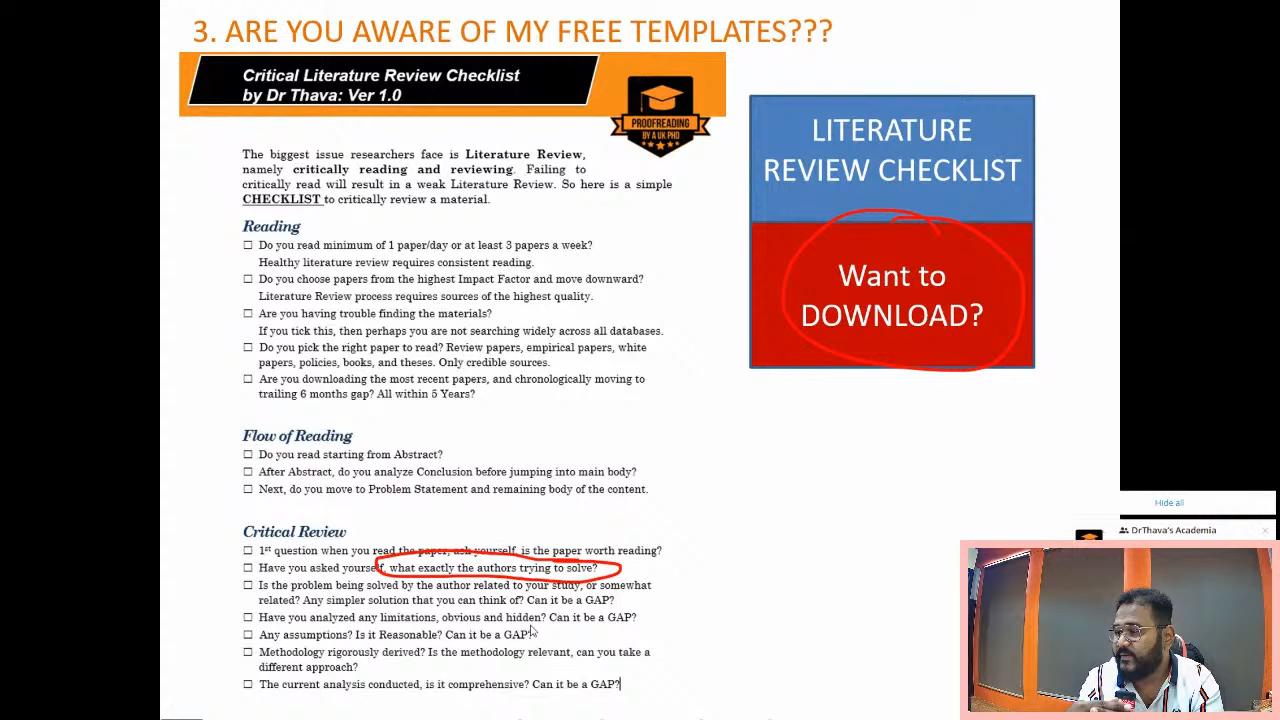 3. ARE YOU AWARE OF MY FREE TEMPLATES???
Critical Literature Review Checklist
by Dr Thava: Ver 1.0
PROOFREADING
BY A UK PHD
The biggest issue researchers face is Literature Review,
namely critically reading and reviewing. Failing to
critically read will result in a weak Literature Review. So here is a simple
CHECKLIST to critically review a material.
Reading
Do you read minimum of 1 paper/day or at least 3 papers a week?
Healthy literature review requires consistent reading.
Do you choose papers from the highest Impact Factor and move downward?
Literature Review process requires sources of the highest quality.
Are you having trouble finding the materials?
If you tick this, then perhaps you are not searching widely across all databases.
Do you pick the right paper to read? Review papers, empirical papers, white
papers, policies, books, and theses. Only credible sources.
Are you downloading the most recent papers, and chronologically moving to
trailing 6 months gap? All within 5 Years?
Flow of Reading
Do you read starting from Abstract?
After Abstract, do you analyze Conclusion before jumping into main body?
Next, do you move to Problem Statement and remaining body of the content.
Critical Review
1st question when you read the paper, ask yourself, is the paper worth reading?
Have you asked yourself, what exactly the authors trying to solve?
Is the problem being solved by the author related to your study, or somewhat
related? Any simpler solution that you can think of? Can it be a GAP?
Have you analyzed any limitations, obvious and hidden? Can it be a GAP?
Any assumptions? Is it Reasonable? Can it be a GAP?
Methodology rigorously derived? Is the methodology relevant, can you take a
different approach?
The current analysis conducted, is it comprehensive? Can it be a GAP?
LITERATURE
REVIEW CHECKLIST
Want to
DOWNLOAD?
Hide all
DrThava's Academia